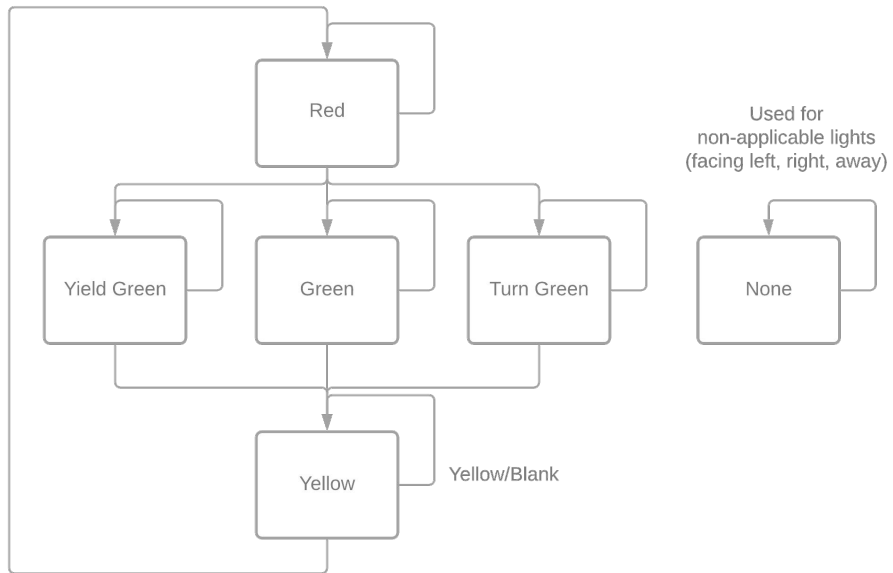 Red
Used for
non-applicable lights
(facing left, right, away)
Yield Green
Green
Turn Green
None
Yellow
Yellow/Blank